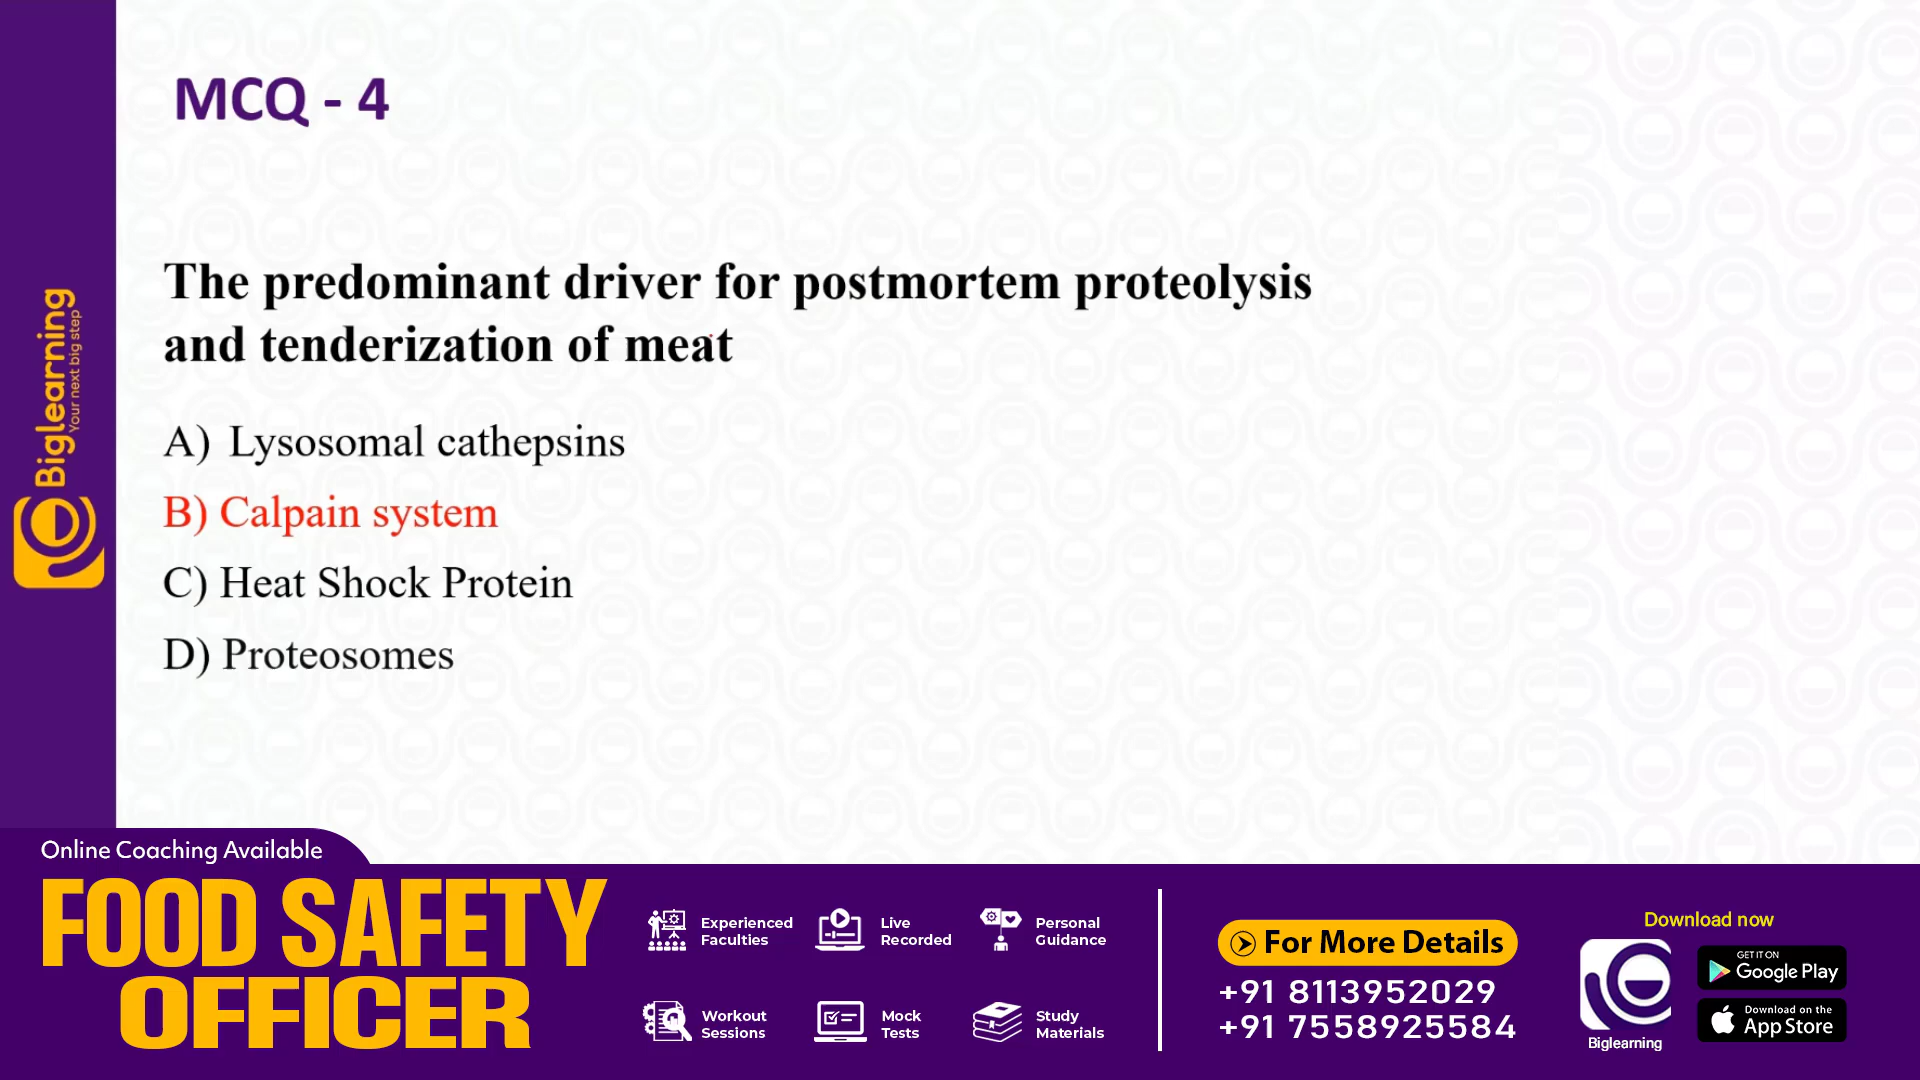 MCQ - 4
The predominant driver for postmortem proteolysis
and tenderization of meat
A) Lysosomal cathepsins
B) Calpain system
C) Heat Shock Protein
D) Proteosomes
Biglearning
Your next big step
Online Coaching Available
FOOD SAFETY
OFFICER
Experienced
Faculties
Live
Recorded
Personal
Guidance
Workout
Sessions
Mock
Tests
Study
Materials
For More Details
+91 8113952029
+91 7558925584
Download now
Biglearning
GET IT ON
Google Play
Download on the
App Store